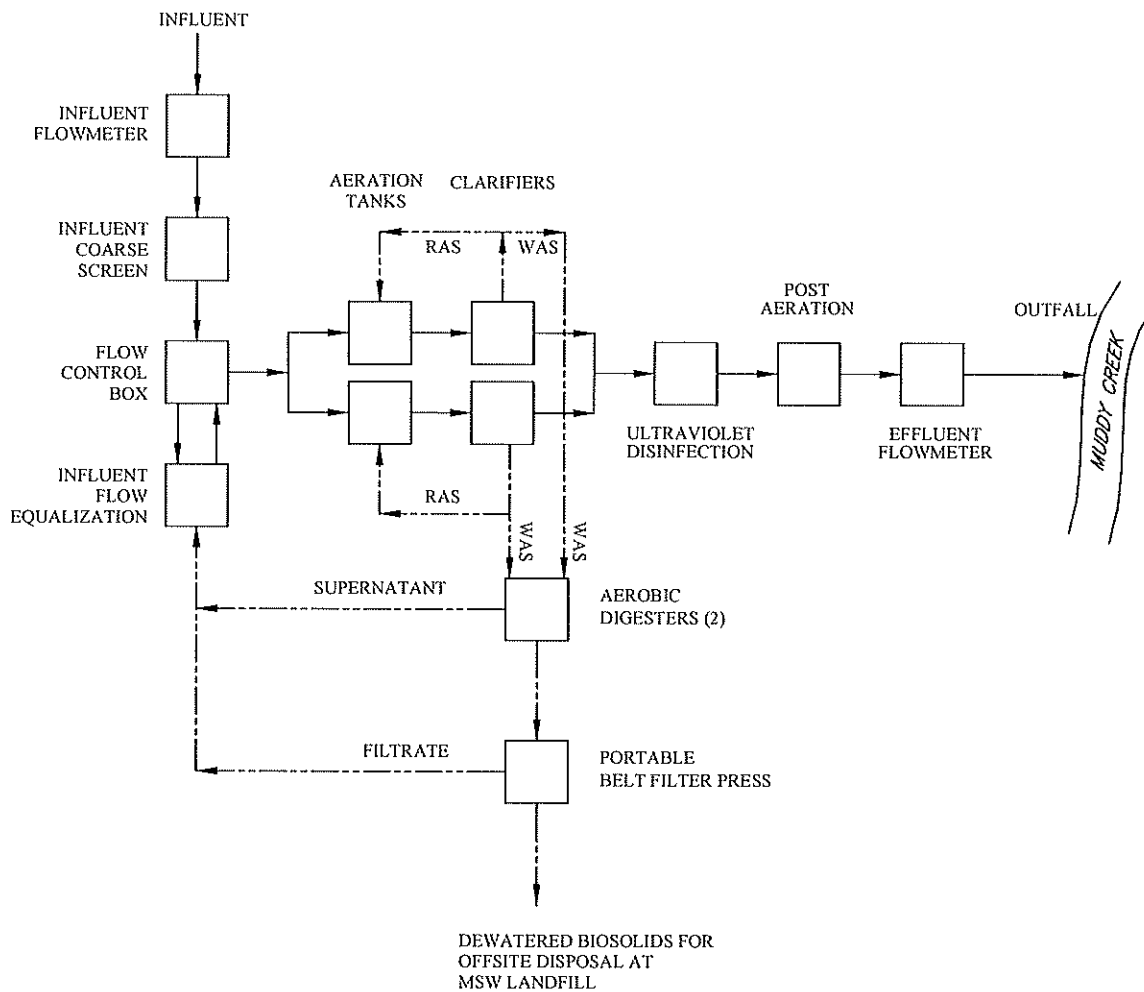 INFLUENT
INFLUENT
FLOWMETER
INFLUENT
COARSE
SCREEN
FLOW
CONTROL
BOX
INFLUENT
FLOW
EQUALIZATION
AERATION
TANKS
CLARIFIERS
RAS
WAS
RAS
WAS
WAS
POST
AERATION
OUTFALL
ULTRAVIOLET
DISINFECTION
EFFLUENT
FLOWMETER
MUDDY CREEK
SUPERNATANT
AEROBIC
DIGESTERS (2)
FILTRATE
PORTABLE
BELT FILTER PRESS
DEWATERED BIOSOLIDS FOR
OFFSITE DISPOSAL AT
MSW LANDFILL